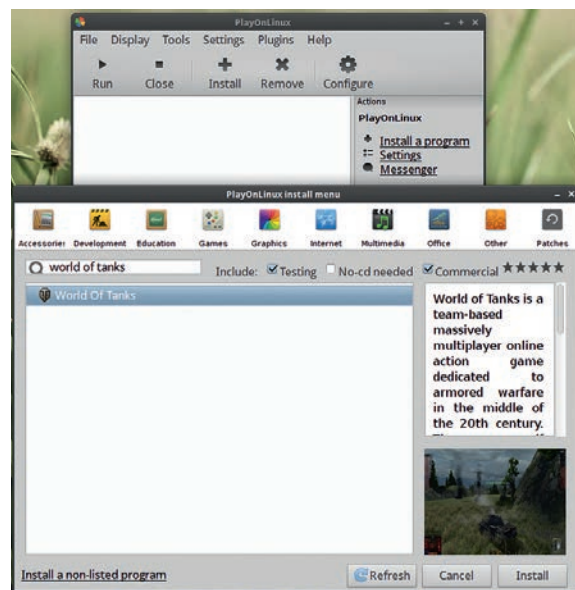 PlayOnLinux
File Display Tools Settings Plugins Help
Run Close Install Remove Configure
Actions
PlayOnLinux
Install a program
Settings
Messenger
PlayOnLinux install menu
Accessories Development Education Games Graphics Internet Multimedia Office Other Patches
world of tanks Include: Testing No-cd needed Commercial
World Of Tanks
World of Tanks is a
team-based
massively
multiplayer online
action game
dedicated to
armored warfare
in the middle of
the 20th century.
Install a non-listed program Refresh Cancel Install